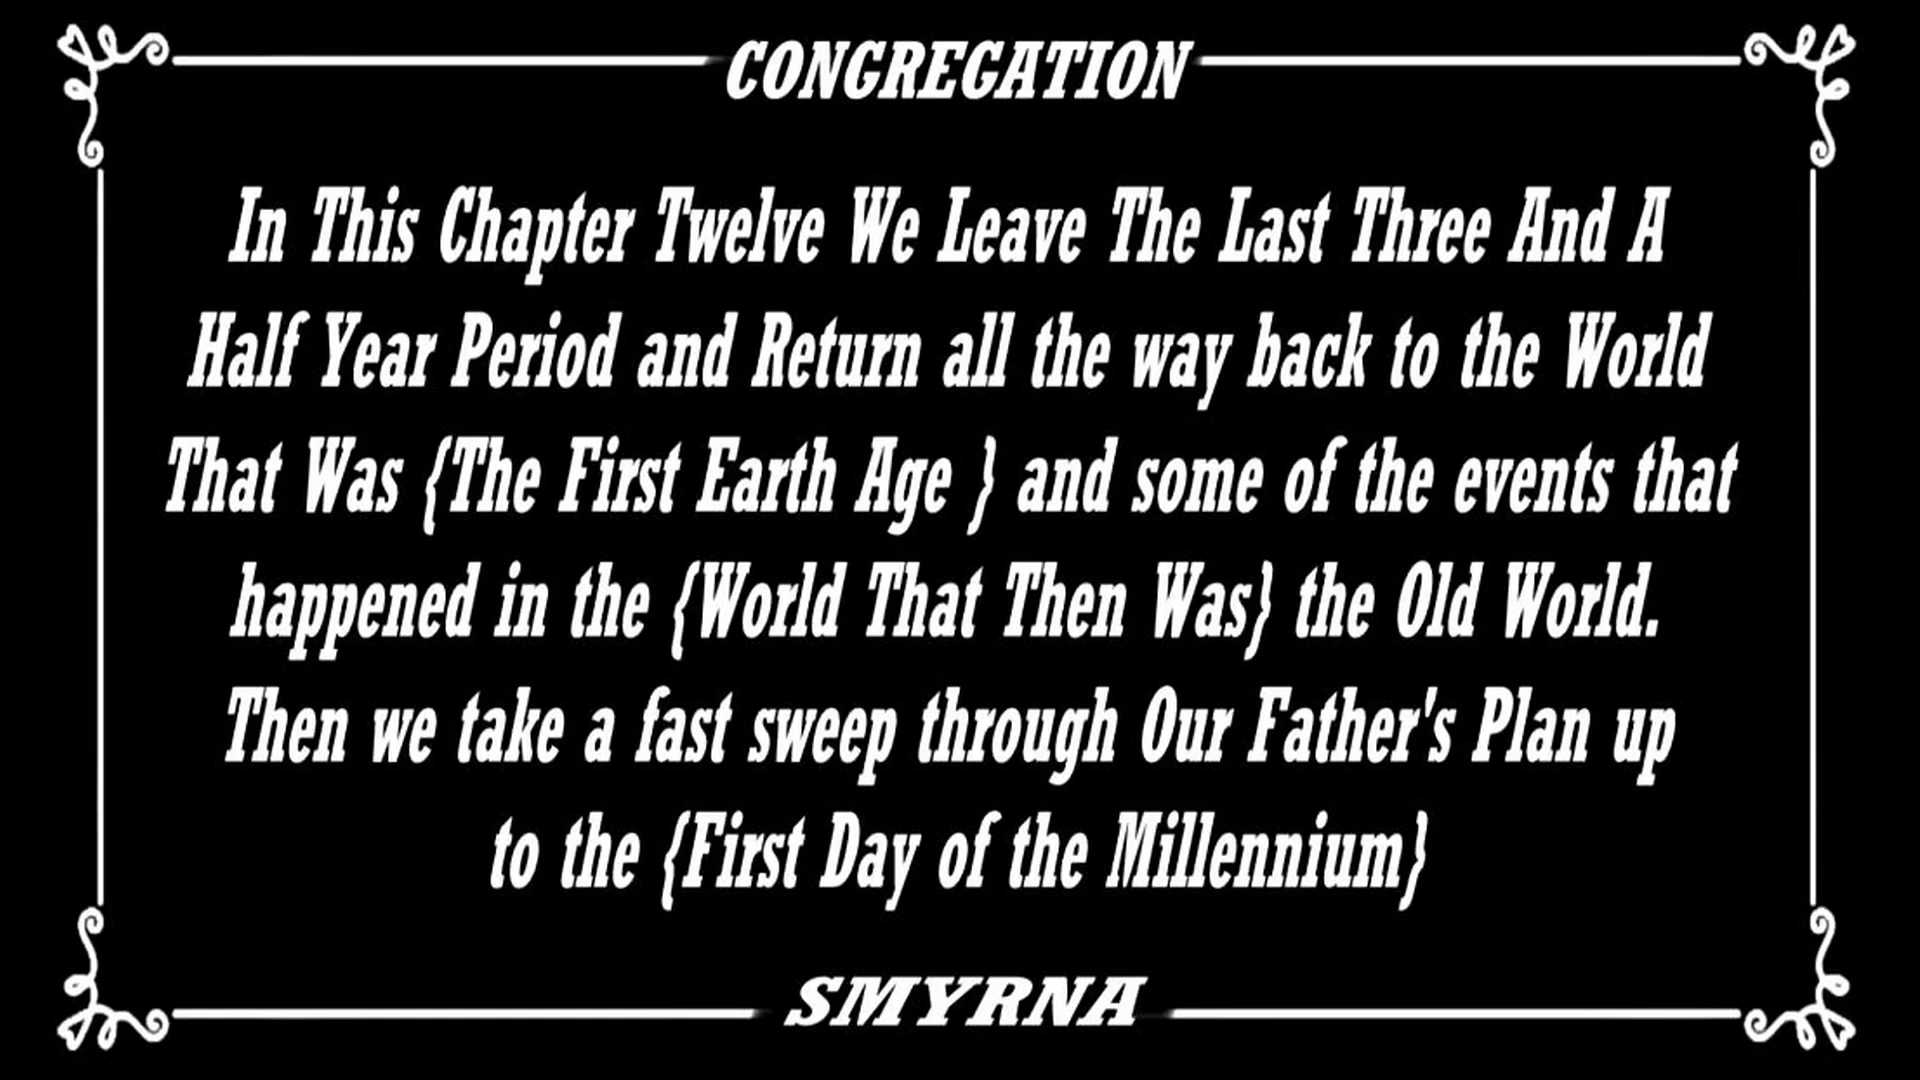 CONGREGATION
In This Chapter Twelve We Leave The Last Three And A
Half Year Period and Return all the way back to the World
That Was {The First Earth Age } and some of the events that
happened in the {World That Then Was} the Old World.
Then we take a fast sweep through Our Father's Plan up
to the {First Day of the Millennium}
SMYRNA